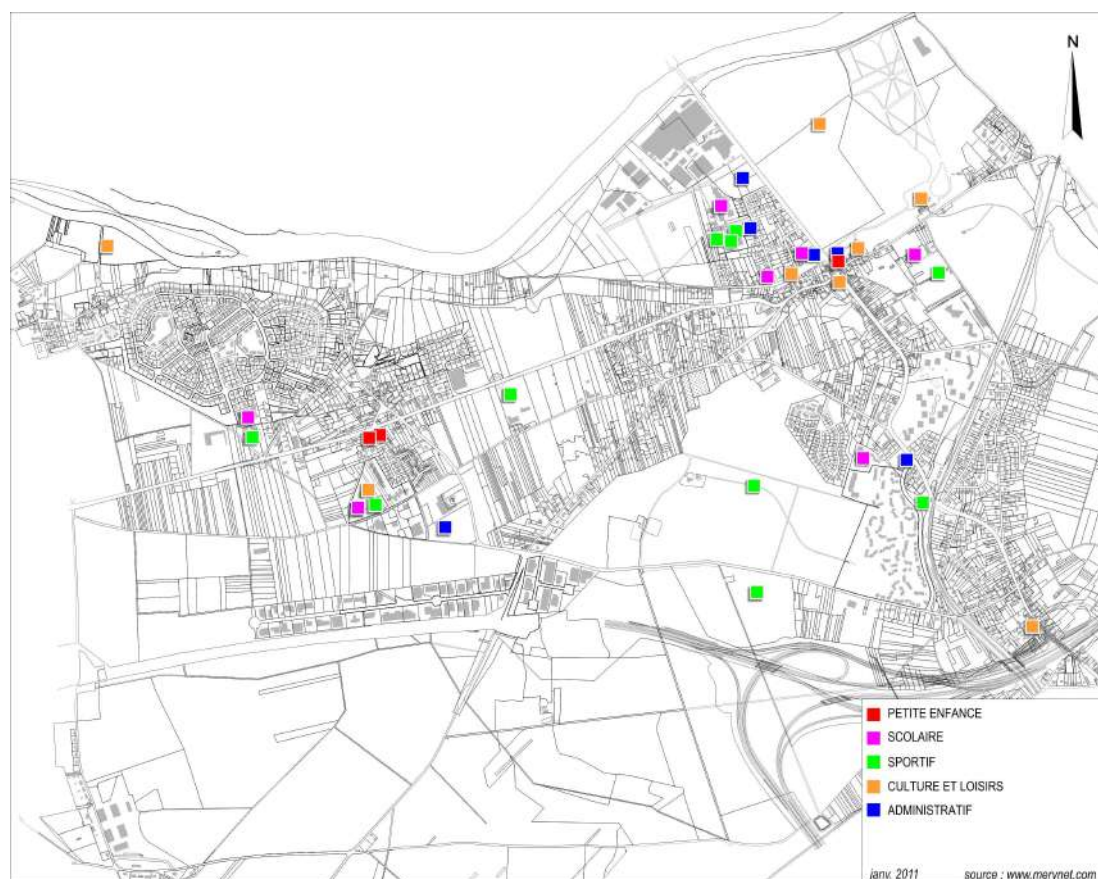 N
PETITE ENFANCE
SCOLAIRE
SPORTIF
CULTURE ET LOISIRS
ADMINISTRATIF
janv. 2011 source : www.merynet.com